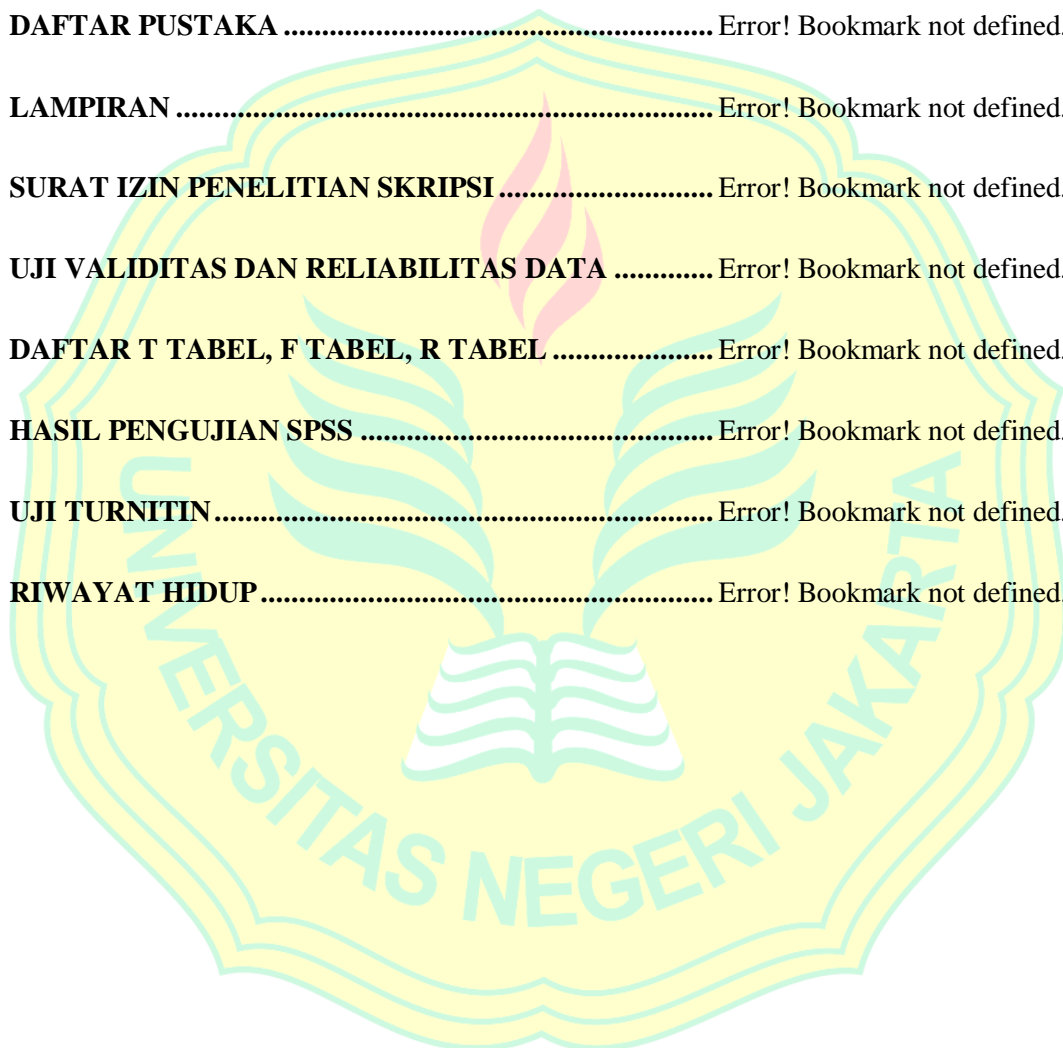 DAFTAR PUSTAKA ........................................................ Error! Bookmark not defined.
LAMPIRAN ...................................................................... Error! Bookmark not defined.
SURAT IZIN PENELITIAN SKRIPSI ............................ Error! Bookmark not defined.
UJI VALIDITAS DAN RELIABILITAS DATA .............. Error! Bookmark not defined.
DAFTAR T TABEL, F TABEL, R TABEL ..................... Error! Bookmark not defined.
HASIL PENGUJIAN SPSS .............................................. Error! Bookmark not defined.
UJI TURNITIN ................................................................. Error! Bookmark not defined.
RIWAYAT HIDUP ........................................................... Error! Bookmark not defined.
UNIVERSITAS NEGERI JAKARTA